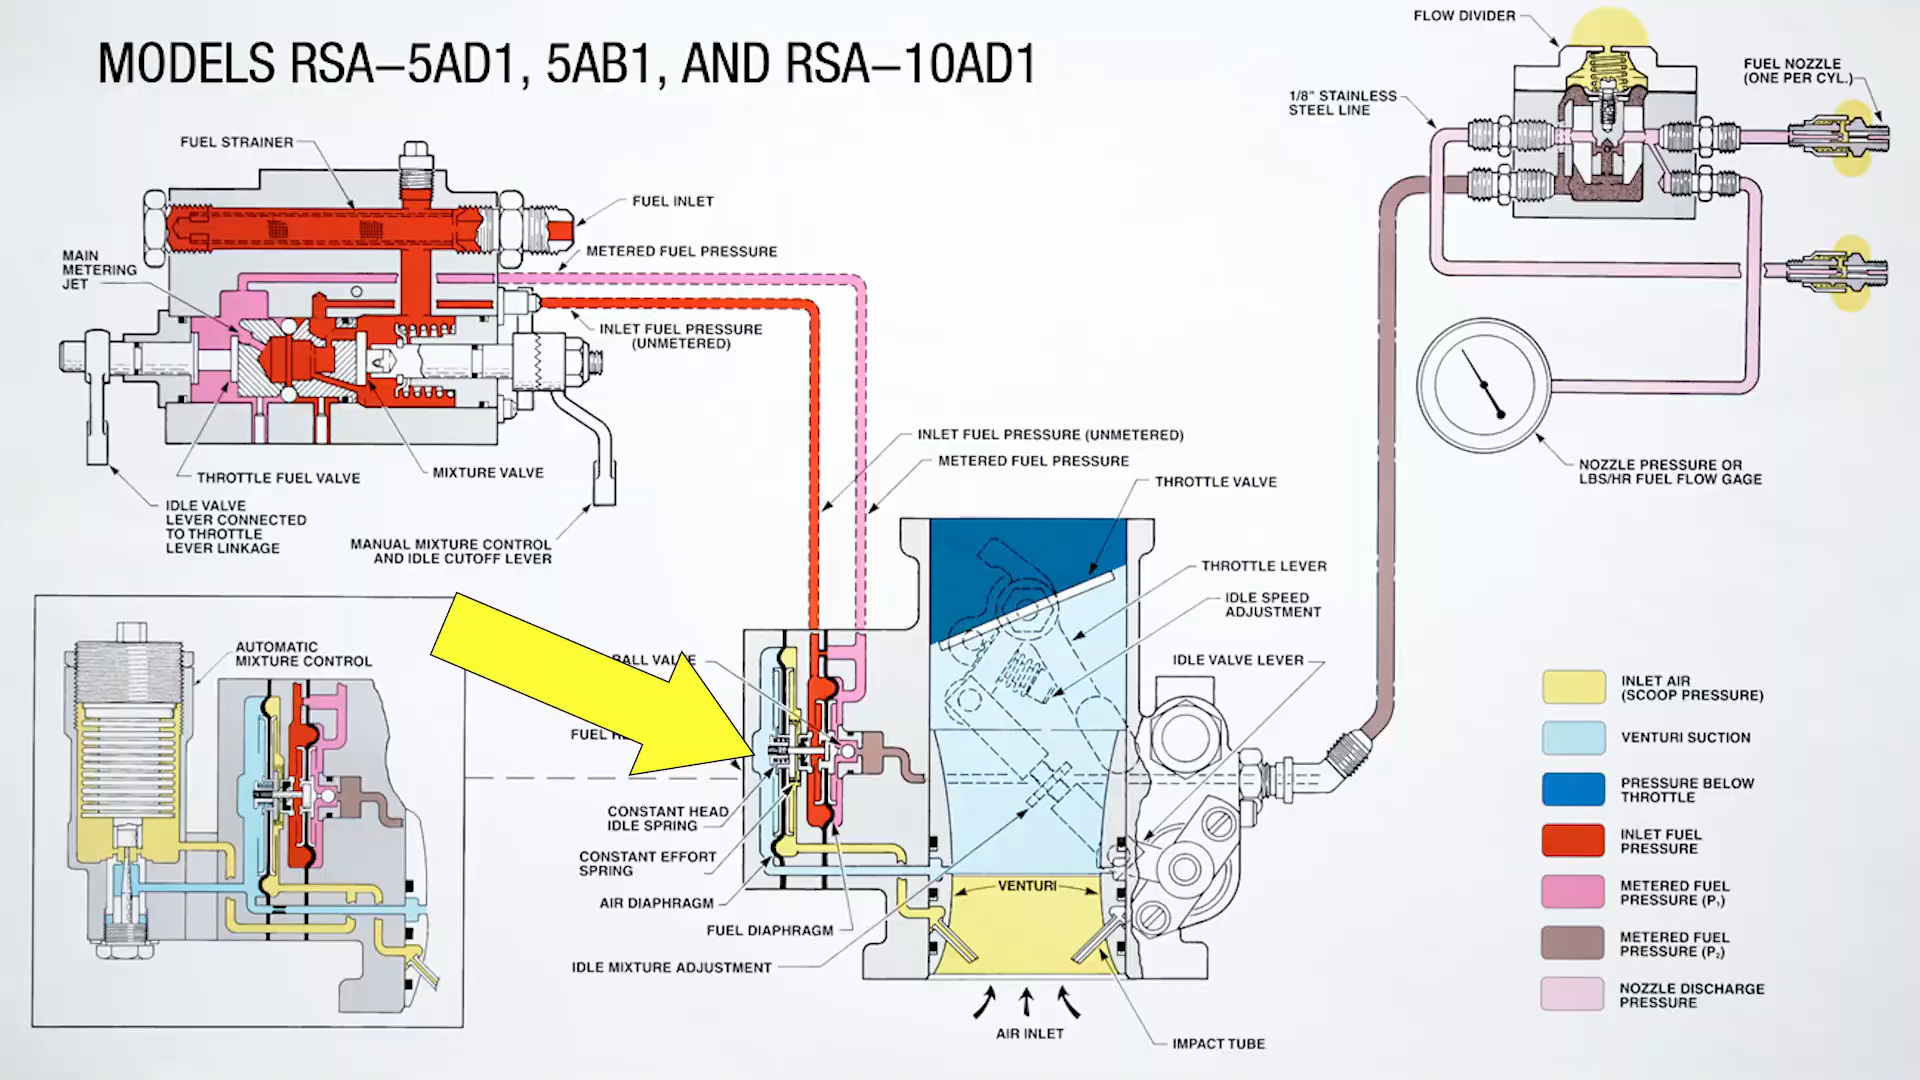 MODELS RSA–5AD1, 5AB1, AND RSA–10AD1
FLOW DIVIDER
FUEL NOZZLE
(ONE PER CYL.)
1/8" STAINLESS
STEEL LINE
FUEL STRAINER
FUEL INLET
METERED FUEL PRESSURE
MAIN
METERING
JET
INLET FUEL PRESSURE
(UNMETERED)
THROTTLE FUEL VALVE
MIXTURE VALVE
IDLE VALVE
LEVER CONNECTED
TO THROTTLE
LEVER LINKAGE
MANUAL MIXTURE CONTROL
AND IDLE CUTOFF LEVER
INLET FUEL PRESSURE (UNMETERED)
METERED FUEL PRESSURE
THROTTLE VALVE
NOZZLE PRESSURE OR
LBS/HR FUEL FLOW GAGE
THROTTLE LEVER
IDLE SPEED
ADJUSTMENT
AUTOMATIC
MIXTURE CONTROL
BALL VALVE
IDLE VALVE LEVER
FUEL
CONSTANT HEAD
IDLE SPRING
CONSTANT EFFORT
SPRING
AIR DIAPHRAGM
FUEL DIAPHRAGM
IDLE MIXTURE ADJUSTMENT
VENTURI
AIR INLET
IMPACT TUBE
INLET AIR
(SCOOP PRESSURE)
VENTURI SUCTION
PRESSURE BELOW
THROTTLE
INLET FUEL
PRESSURE
METERED FUEL
PRESSURE (P₁)
METERED FUEL
PRESSURE (P₂)
NOZZLE DISCHARGE
PRESSURE